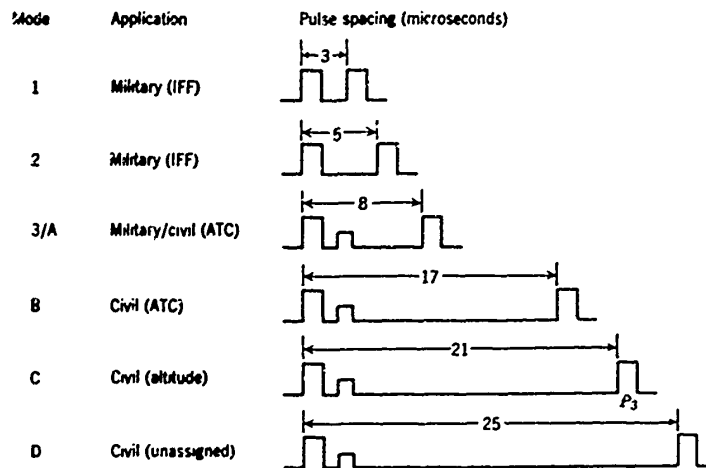 Mode Application Pulse spacing (microseconds)
3
1 Military (IFF)
5
2 Military (IFF)
8
3/A Military/civil (ATC)
17
B Civil (ATC)
21
C Civil (altitude)
P3
25
D Civil (unassigned)